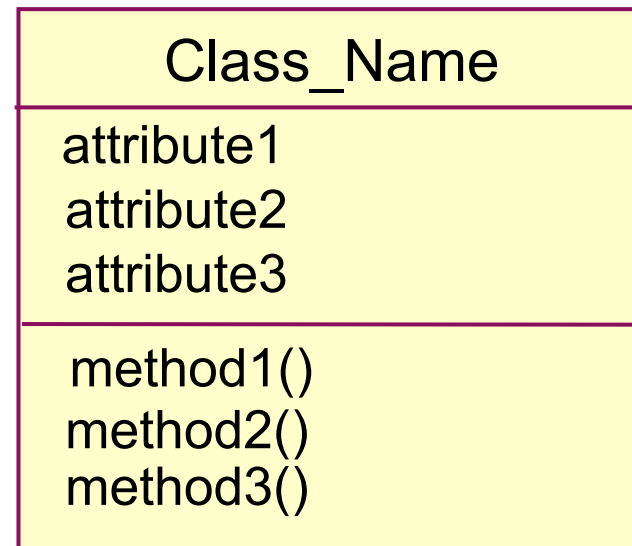 Class_Name
attribute1
attribute2
attribute3
method1()
method2()
method3()